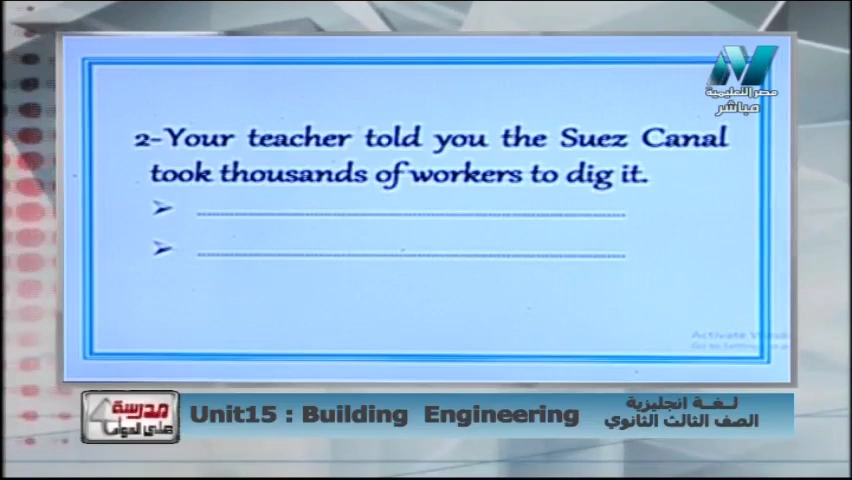 مصر التعليمية
مباشر
2-Your teacher told you the Suez Canal
took thousands of workers to dig it.
مدرسة
على الهواء
Unit15 : Building Engineering
لـغــة انجليزية
الصف الثالث الثانوي